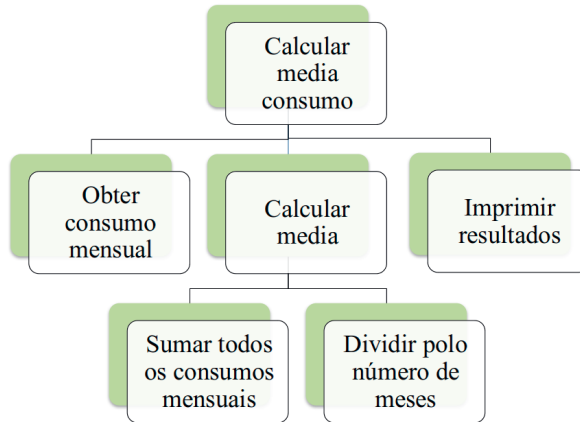 Calcular
media
consumo
Obter
consumo
mensual
Calcular
media
Imprimir
resultados
Sumar todos
os consumos
mensuais
Dividir polo
número de
meses